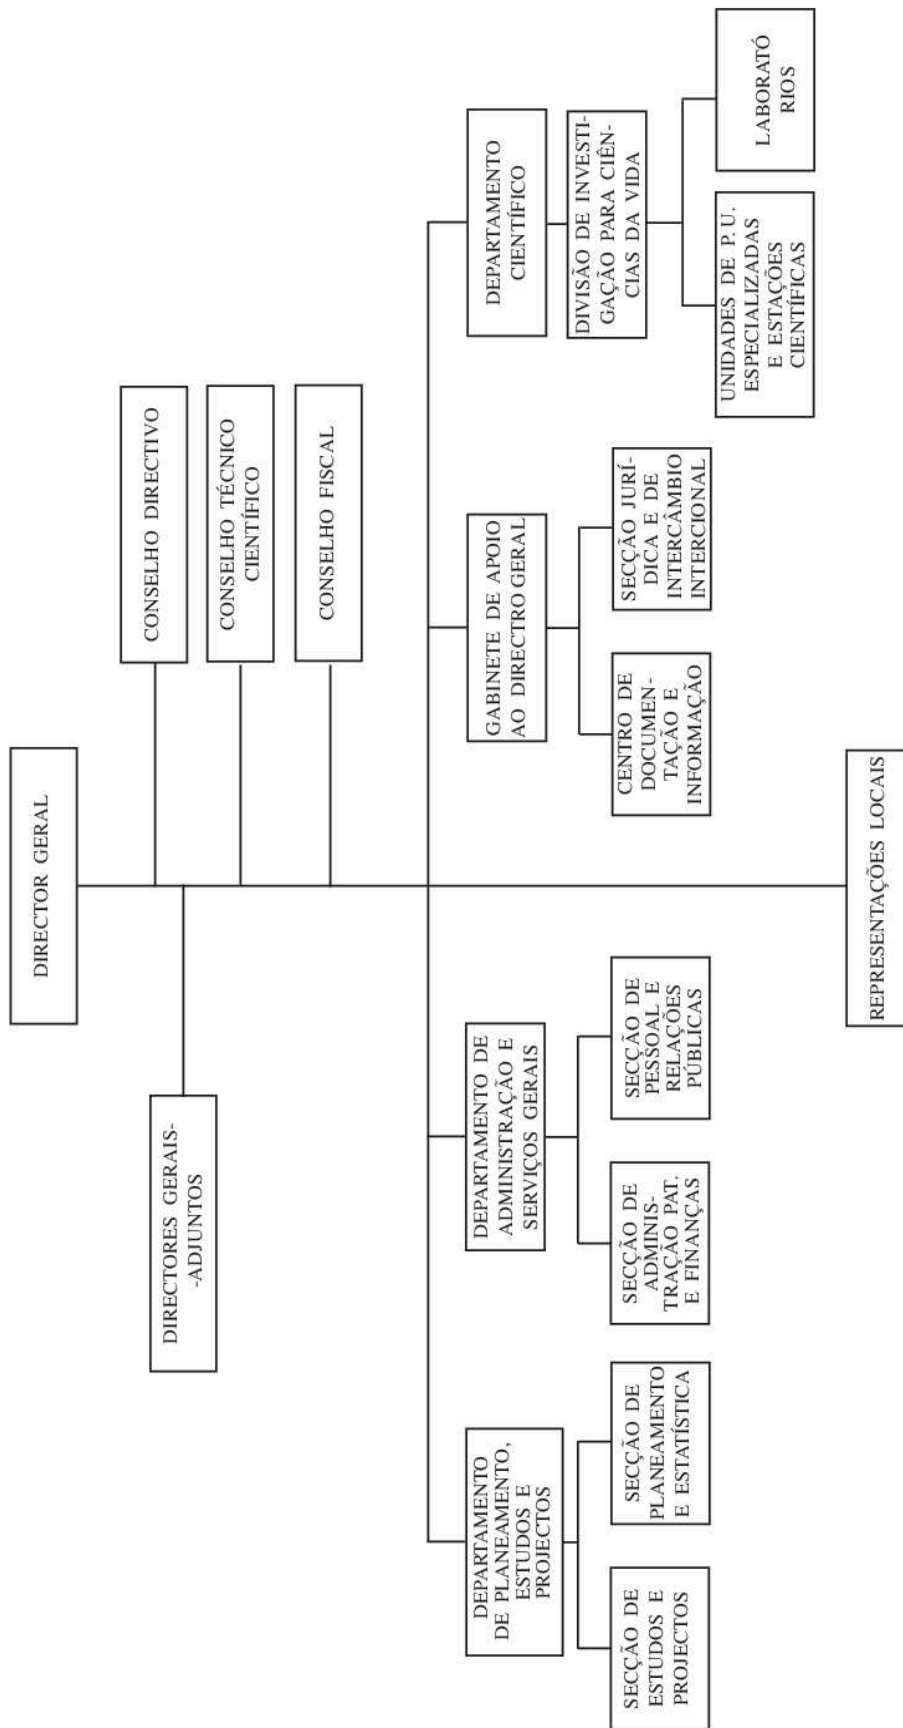 DIRECTOR GERAL
DIRECTORES GERAIS-
-ADJUNTOS
CONSELHO DIRECTIVO
CONSELHO TÉCNICO
CIENTÍFICO
CONSELHO FISCAL
DEPARTAMENTO
DE PLANEAMENTO,
ESTUDOS E
PROJECTOS
DEPARTAMENTO DE
ADMINISTRAÇÃO E
SERVIÇOS GERAIS
GABINETE DE APOIO
AO DIRECTRO GERAL
DEPARTAMENTO
CIENTÍFICO
DIVISÃO DE INVESTI-
GAÇÃO PARA CIÊN-
CIAS DA VIDA
SECÇÃO DE
ESTUDOS E
PROJECTOS
SECÇÃO DE
PLANEAMENTO
E ESTATÍSTICA
SECÇÃO DE
ADMINIS-
TRAÇÃO PAT.
E FINANÇAS
SECÇÃO DE
PESSOAL E
RELAÇÕES
PÚBLICAS
CENTRO DE
DOCUMEN-
TAÇÃO E
INFORMAÇÃO
SECÇÃO JURÍ-
DICA E DE
INTERCÂMBIO
INTERCIONAL
UNIDADES DE P. U.
ESPECIALIZADAS
E ESTAÇÕES
CIENTÍFICAS
LABORATÓ
RIOS
REPRESENTAÇÕES LOCAIS